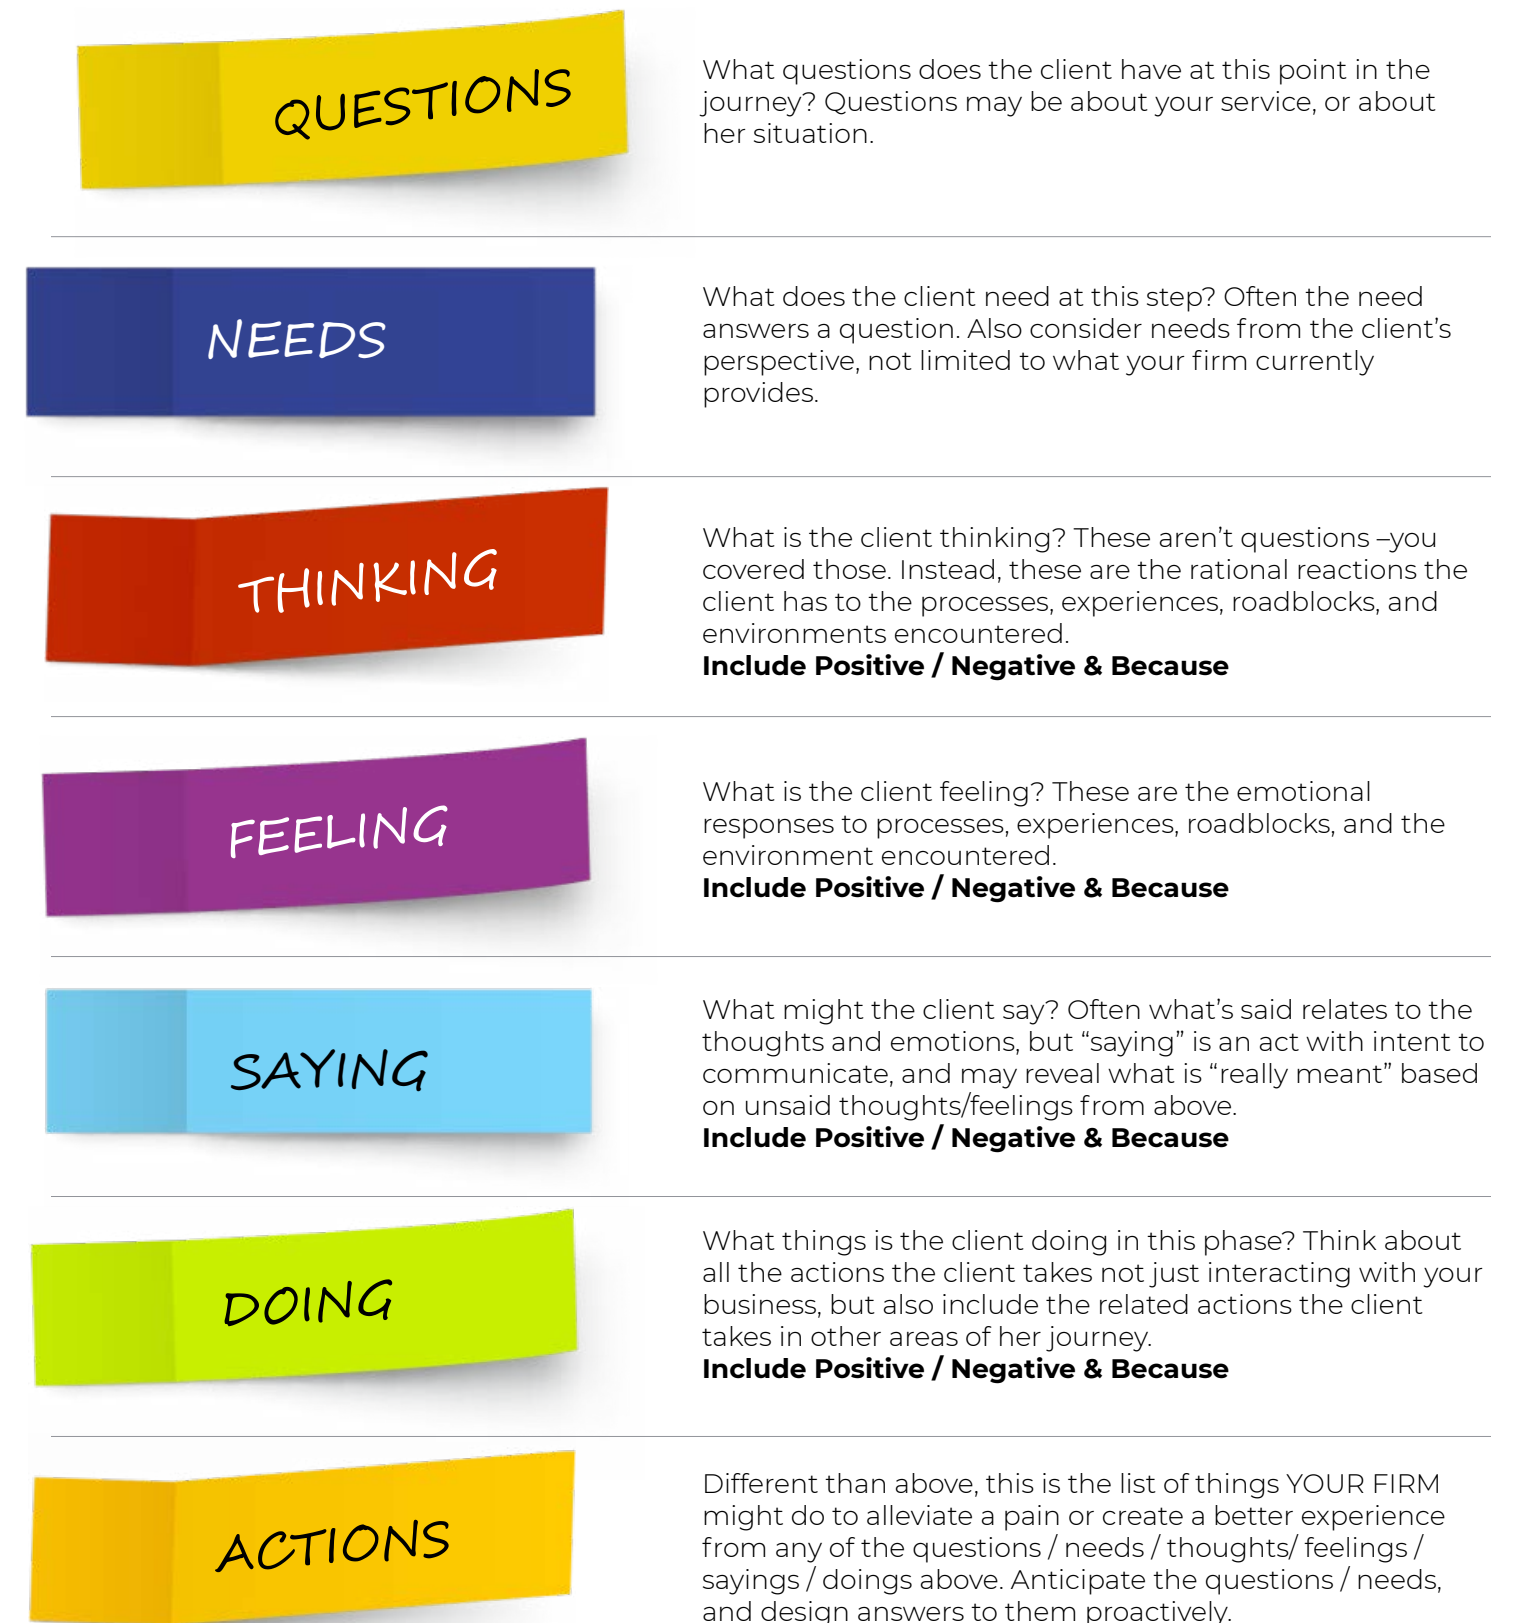 QUESTIONS
What questions does the client have at this point in the
journey? Questions may be about your service, or about
her situation.
NEEDS
What does the client need at this step? Often the need
answers a question. Also consider needs from the client’s
perspective, not limited to what your firm currently
provides.
THINKING
What is the client thinking? These aren’t questions –you
covered those. Instead, these are the rational reactions the
client has to the processes, experiences, roadblocks, and
environments encountered.
Include Positive / Negative & Because
FEELING
What is the client feeling? These are the emotional
responses to processes, experiences, roadblocks, and the
environment encountered.
Include Positive / Negative & Because
SAYING
What might the client say? Often what’s said relates to the
thoughts and emotions, but “saying” is an act with intent to
communicate, and may reveal what is “really meant” based
on unsaid thoughts/feelings from above.
Include Positive / Negative & Because
DOING
What things is the client doing in this phase? Think about
all the actions the client takes not just interacting with your
business, but also include the related actions the client
takes in other areas of her journey.
Include Positive / Negative & Because
ACTIONS
Different than above, this is the list of things YOUR FIRM
might do to alleviate a pain or create a better experience
from any of the questions / needs / thoughts/ feelings /
sayings / doings above. Anticipate the questions / needs,
and design answers to them proactively.